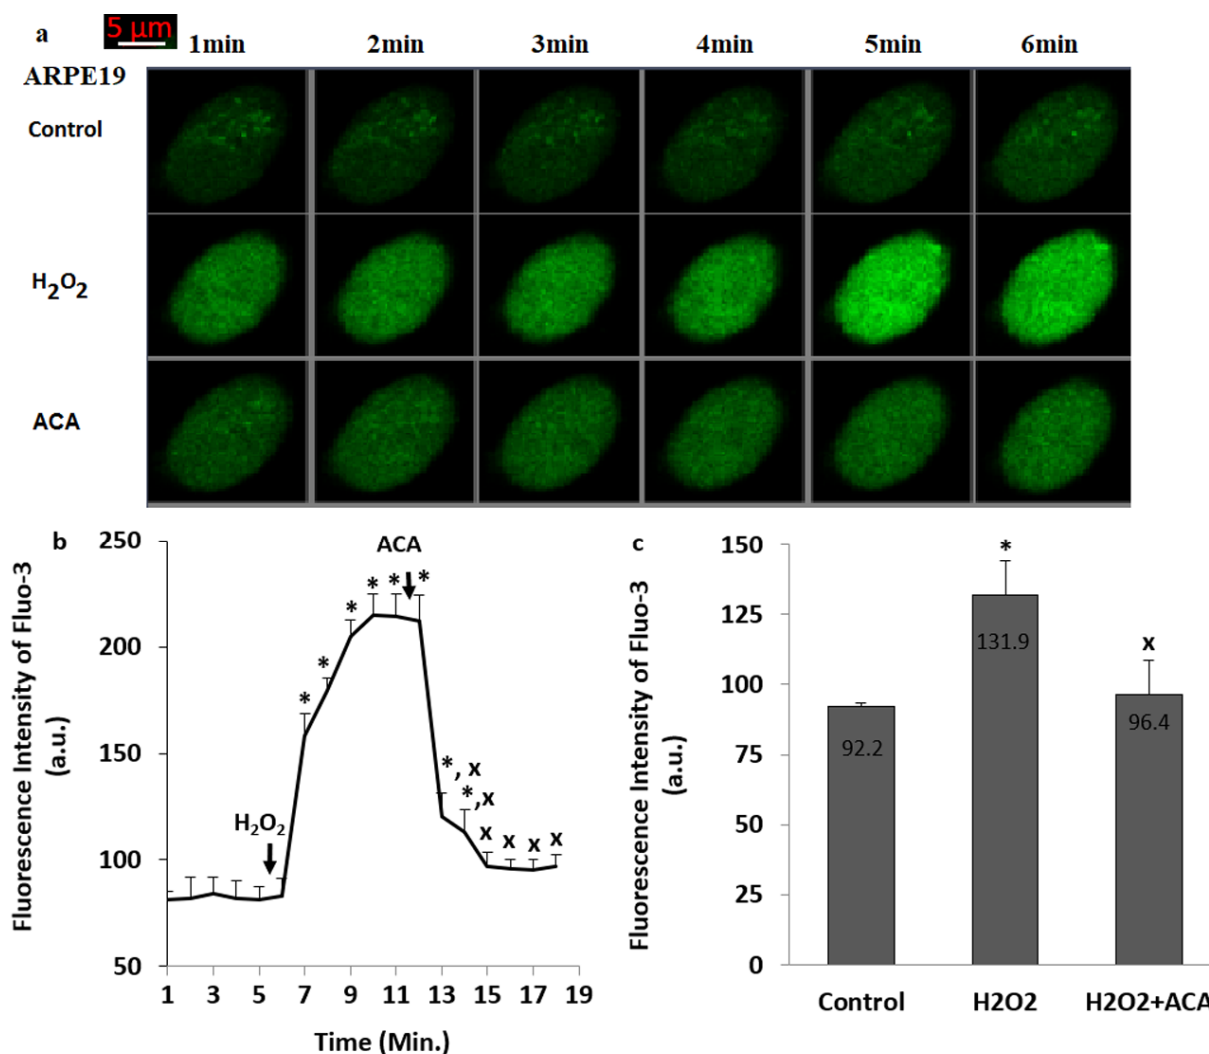 a
5 µm
1min 2min 3min 4min 5min 6min
ARPE19
Control
H2O2
ACA
b
Fluorescence Intensity of Fluo-3
(a.u.)
250
200
150
100
50
ACA
H2O2
* * * * * *
*, x
*,x
x x x x
1 3 5 7 9 11 13 15 17 19
Time (Min.)
c
Fluorescence Intensity of Fluo-3
(a.u.)
150
125
100
75
50
25
0
*
x
92.2
131.9
96.4
Control H2O2 H2O2+ACA